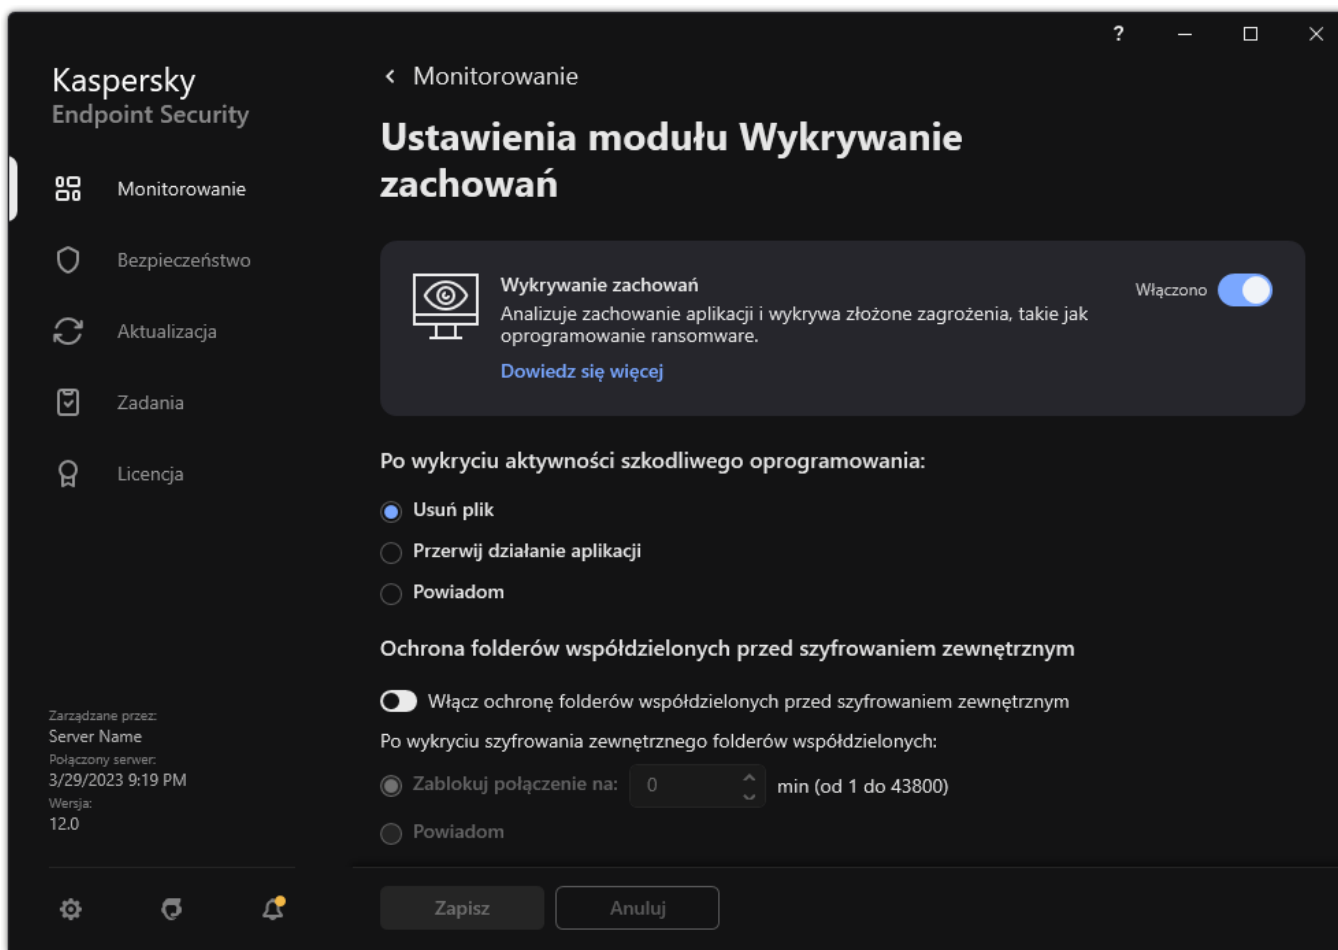 ?
Kaspersky
Endpoint Security
Monitorowanie
Bezpieczeństwo
Aktualizacja
Zadania
Licencja
Zarządzane przez:
Server Name
Połączony serwer:
3/29/2023 9:19 PM
Wersja:
12.0
Monitorowanie
Ustawienia modułu Wykrywanie
zachowań
Wykrywanie zachowań
Włączono
Analizuje zachowanie aplikacji i wykrywa złożone zagrożenia, takie jak
oprogramowanie ransomware.
Dowiedz się więcej
Po wykryciu aktywności szkodliwego oprogramowania:
Usuń plik
Przerwij działanie aplikacji
Powiadom
Ochrona folderów współdzielonych przed szyfrowaniem zewnętrznym
Włącz ochronę folderów współdzielonych przed szyfrowaniem zewnętrznym
Po wykryciu szyfrowania zewnętrznego folderów współdzielonych:
Zablokuj połączenie na: 0 min (od 1 do 43800)
Powiadom
Zapisz Anuluj